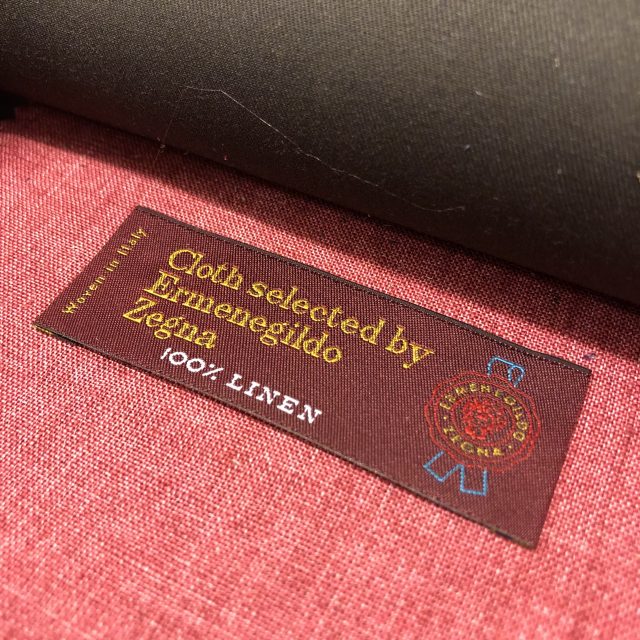 Woven in Italy
Cloth selected by
Ermenegildo
Zegna
100% LINEN
ERMENEGILDO
ZEGNA